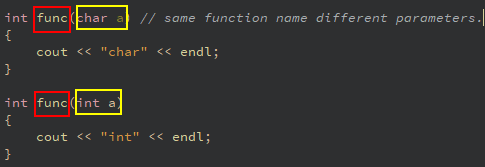 int func(char a) // same function name different parameters.
{
    cout << "char" << endl;
}
int func(int a)
{
    cout << "int" << endl;
}